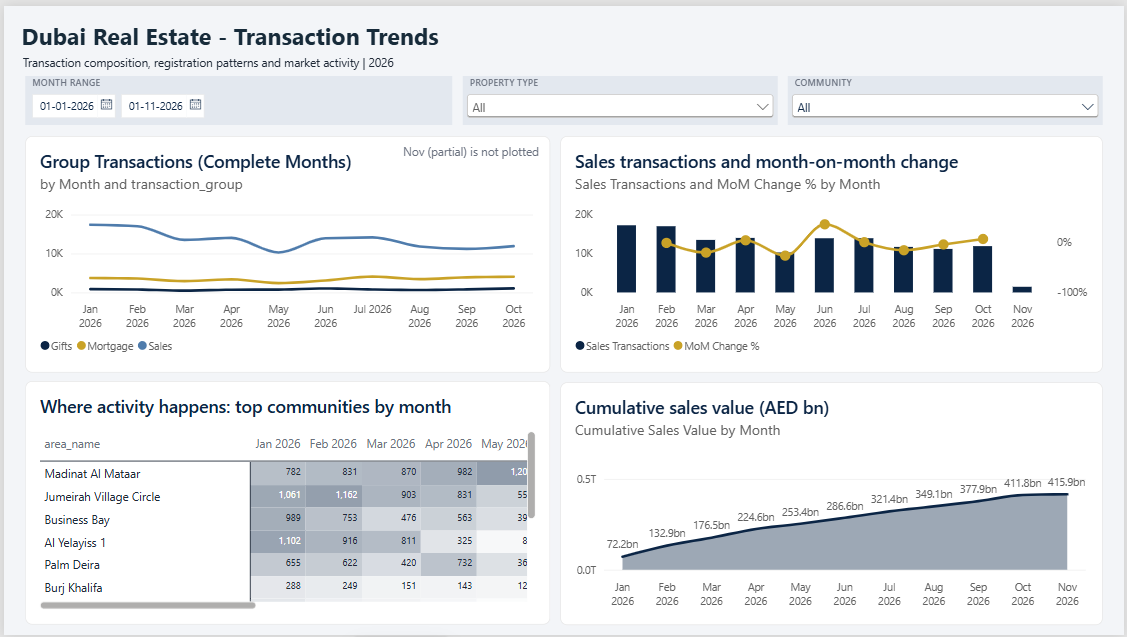 Dubai Real Estate - Transaction Trends
Transaction composition, registration patterns and market activity | 2026
MONTH RANGE
01-01-2026 01-11-2026
PROPERTY TYPE
All
COMMUNITY
All
Group Transactions (Complete Months)
Nov (partial) is not plotted
by Month and transaction_group
20K
10K
0K
Jan 2026 Feb 2026 Mar 2026 Apr 2026 May 2026 Jun 2026 Jul 2026 Aug 2026 Sep 2026 Oct 2026
Gifts Mortgage Sales
Sales transactions and month-on-month change
Sales Transactions and MoM Change % by Month
20K
10K
0K
0%
-100%
Jan 2026 Feb 2026 Mar 2026 Apr 2026 May 2026 Jun 2026 Jul 2026 Aug 2026 Sep 2026 Oct 2026 Nov 2026
Sales Transactions MoM Change %
Where activity happens: top communities by month
area_name Jan 2026 Feb 2026 Mar 2026 Apr 2026 May 2026
Madinat Al Mataar 782 831 870 982 1,20
Jumeirah Village Circle 1,061 1,162 903 831 55
Business Bay 989 753 476 563 39
Al Yelayiss 1 1,102 916 811 325 8
Palm Deira 655 622 420 732 36
Burj Khalifa 288 249 151 143 12
Cumulative sales value (AED bn)
Cumulative Sales Value by Month
0.5T
0.0T
72.2bn 132.9bn 176.5bn 224.6bn 253.4bn 286.6bn 321.4bn 349.1bn 377.9bn 411.8bn 415.9bn
Jan 2026 Feb 2026 Mar 2026 Apr 2026 May 2026 Jun 2026 Jul 2026 Aug 2026 Sep 2026 Oct 2026 Nov 2026